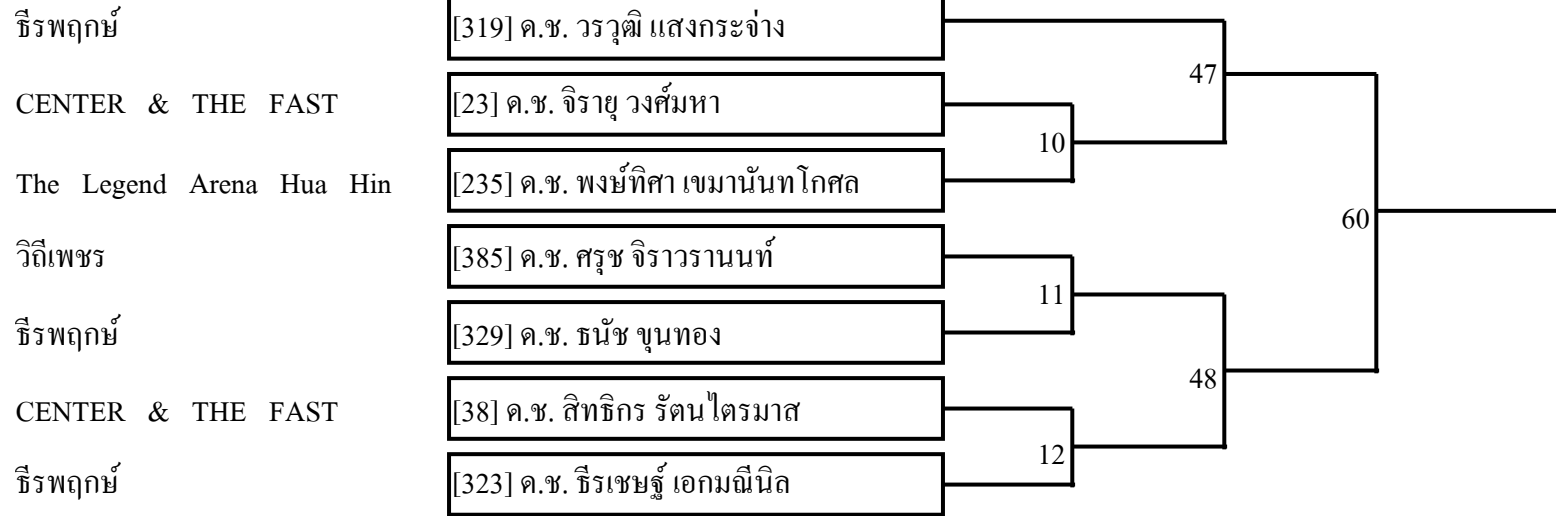 ธีรพฤกษ์ [319] ด.ช. วรวุฒิ แสงกระจ่าง
47
CENTER & THE FAST [23] ด.ช. จิรายุ วงศ์มหา
10
The Legend Arena Hua Hin [235] ด.ช. พงษ์ทิศา เขมานันทโกศล
60
วิถีเพชร [385] ด.ช. ศรุช จิราวรานนท์
11
ธีรพฤกษ์ [329] ด.ช. ธนัช ขุนทอง
48
CENTER & THE FAST [38] ด.ช. สิทธิกร รัตนไตรมาส
12
ธีรพฤกษ์ [323] ด.ช. ธีรเชษฐ์ เอกมณีนิล